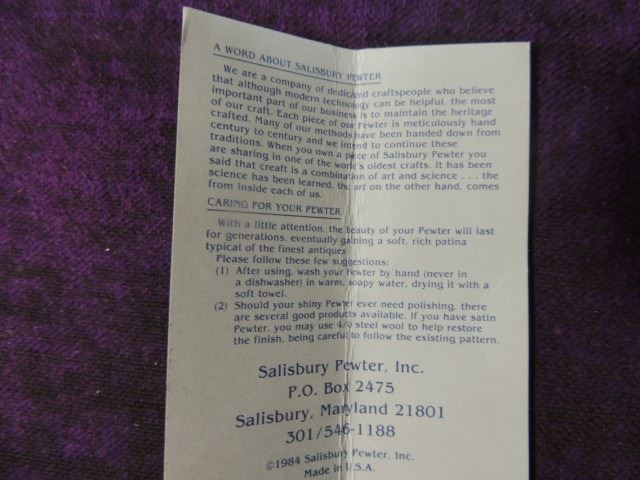 A WORD ABOUT SALISBURY PEWTER
We are a company of dedicated craftspeople who believe
that although modern technology can be helpful, the most
important part of our business is to maintain the heritage
of our craft. Each piece of our Pewter is meticulously hand
crafted. Many of our methods have been handed down from
century to century and we intend to continue these
traditions. When you own a piece of Salisbury Pewter you
are sharing in one of the world's oldest crafts. It has been
said that creaft is a combination of art and science . . . the
science has been learned, the art on the other hand, comes
from inside each of us.
CARING FOR YOUR PEWTER
With a little attention, the beauty of your Pewter will last
for generations, eventually gaining a soft, rich patina
typical of the finest antiques.
Please follow these few suggestions:
(1) After using, wash your Pewter by hand (never in
a dishwasher) in warm, soapy water, drying it with a
soft towel.
(2) Should your shiny Pewter ever need polishing, there
are several good products available. If you have satin
Pewter, you may use 4/0 steel wool to help restore
the finish, being careful to follow the existing pattern.
Salisbury Pewter, Inc.
P.O. Box 2475
Salisbury, Maryland 21801
301/546-1188
©1984 Salisbury Pewter, Inc.
Made in U.S.A.